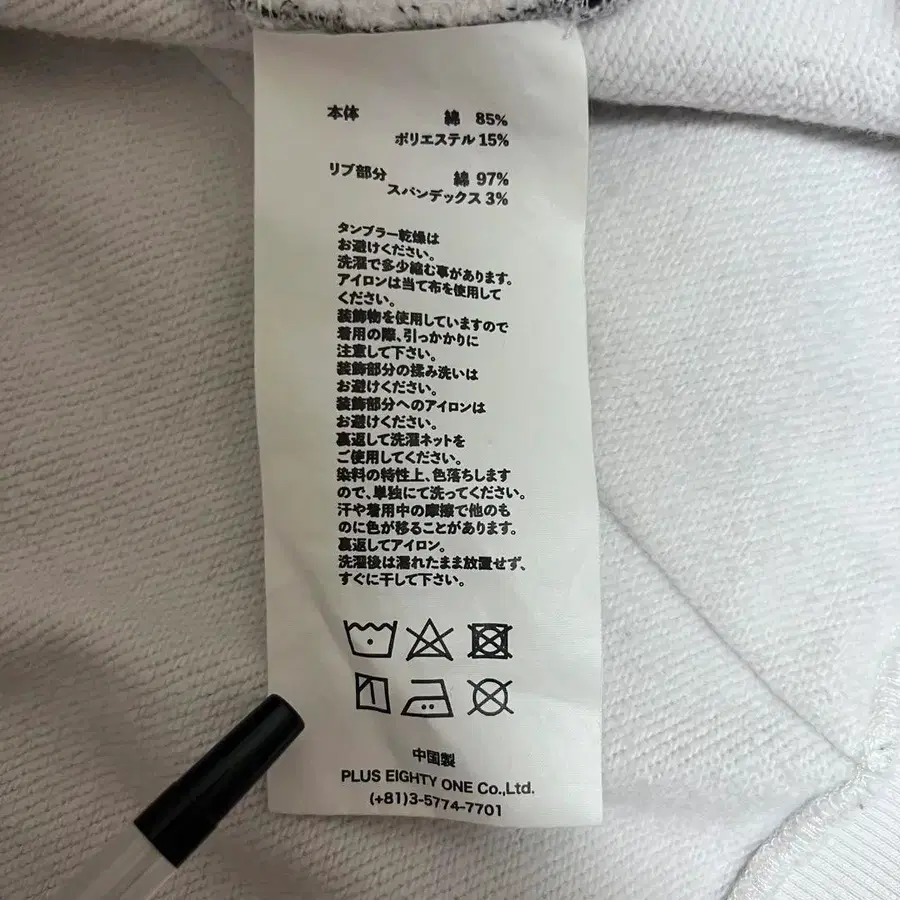 本体 綿 85%
ポリエステル 15%
リブ部分 綿 97%
スパンデックス 3%
タンブラー乾燥は
お避けください。
洗濯で多少縮む事があります。
アイロンは当て布を使用して
ください。
装飾物を使用していますので
着用の際、引っかかりに
注意して下さい。
装飾部分の揉み洗いは
お避けください。
装飾部分へのアイロンは
お避けください。
裏返して洗濯ネットを
ご使用してください。
染料の特性上、色落ちします
ので、単独にて洗ってください。
汗や着用中の摩擦で他のも
のに色が移ることがあります。
裏返してアイロン。
洗濯後は濡れたまま放置せず、
すぐに干して下さい。
中国製
PLUS EIGHTY ONE Co.,Ltd.
(+81)3-5774-7701